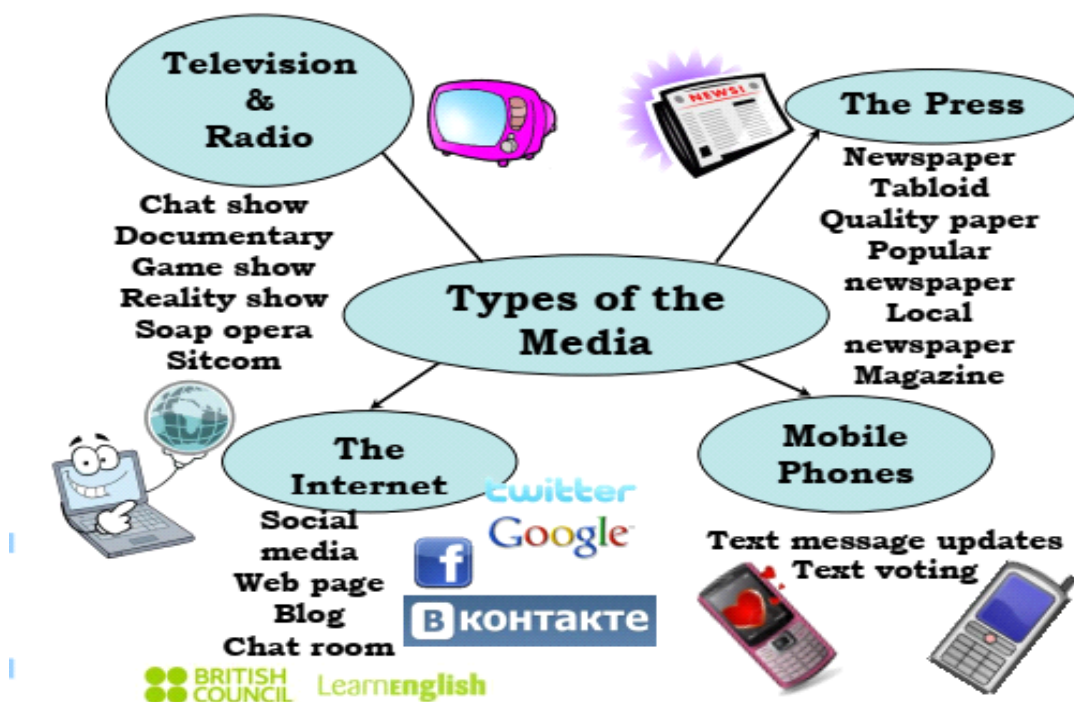 Television
&
Radio
Chat show
Documentary
Game show
Reality show
Soap opera
Sitcom
NEWS!
The Press
Newspaper
Tabloid
Quality paper
Popular
newspaper
Local
newspaper
Magazine
Types of the
Media
The
Internet
Social
media
Web page
Blog
Chat room
twitter
Google™
f
В контакте
Mobile
Phones
Text message updates
Text voting
BRITISH
COUNCIL
LearnEnglish